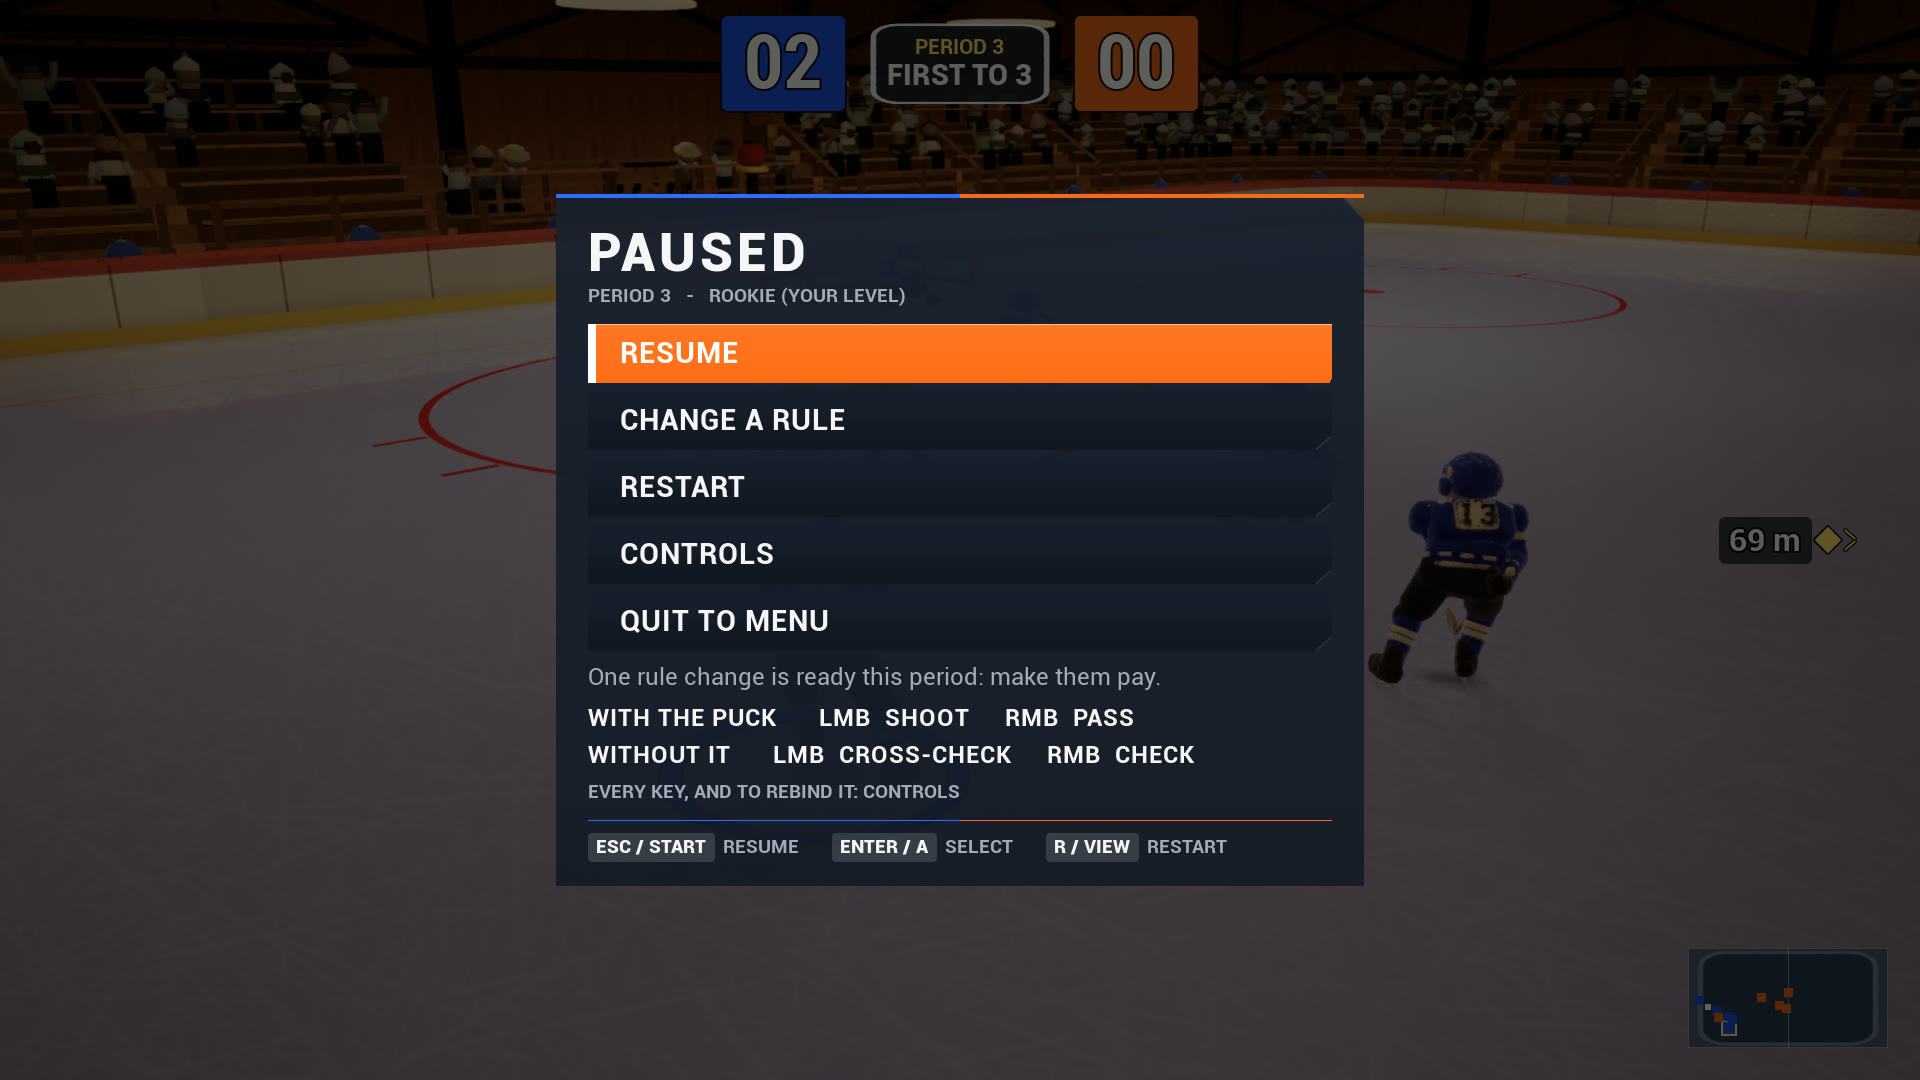 02
PERIOD 3
FIRST TO 3
00
PAUSED
PERIOD 3 - ROOKIE (YOUR LEVEL)
RESUME
CHANGE A RULE
RESTART
CONTROLS
QUIT TO MENU
One rule change is ready this period: make them pay.
WITH THE PUCK LMB SHOOT RMB PASS
WITHOUT IT LMB CROSS-CHECK RMB CHECK
EVERY KEY, AND TO REBIND IT: CONTROLS
ESC / START RESUME ENTER / A SELECT R / VIEW RESTART
13
69 m